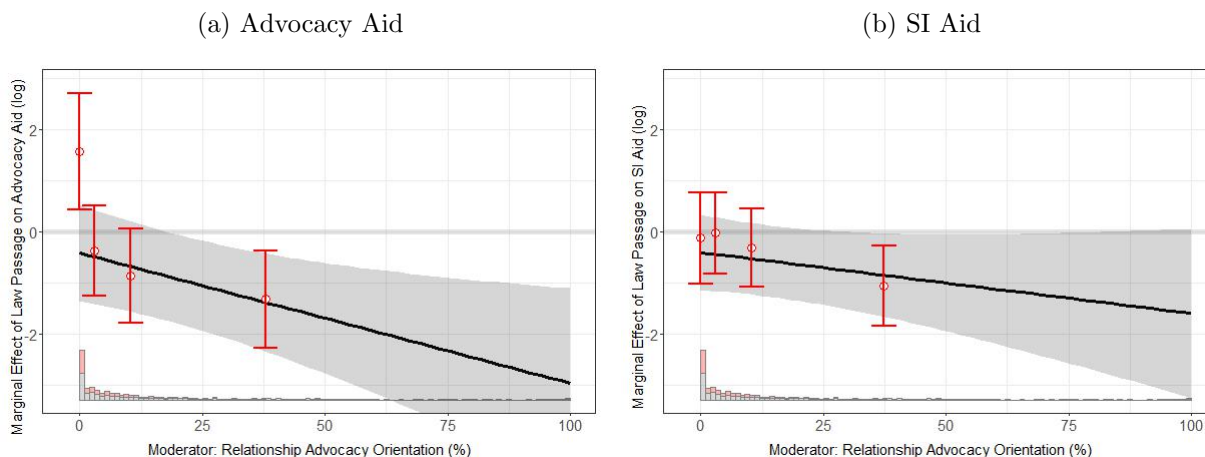 (a) Advocacy Aid
(b) SI Aid
Marginal Effect of Law Passage on Advocacy Aid (log)
2
0
-2
0
25
50
75
100
Moderator: Relationship Advocacy Orientation (%)
Marginal Effect of Law Passage on SI Aid (log)
2
0
-2
0
25
50
75
100
Moderator: Relationship Advocacy Orientation (%)